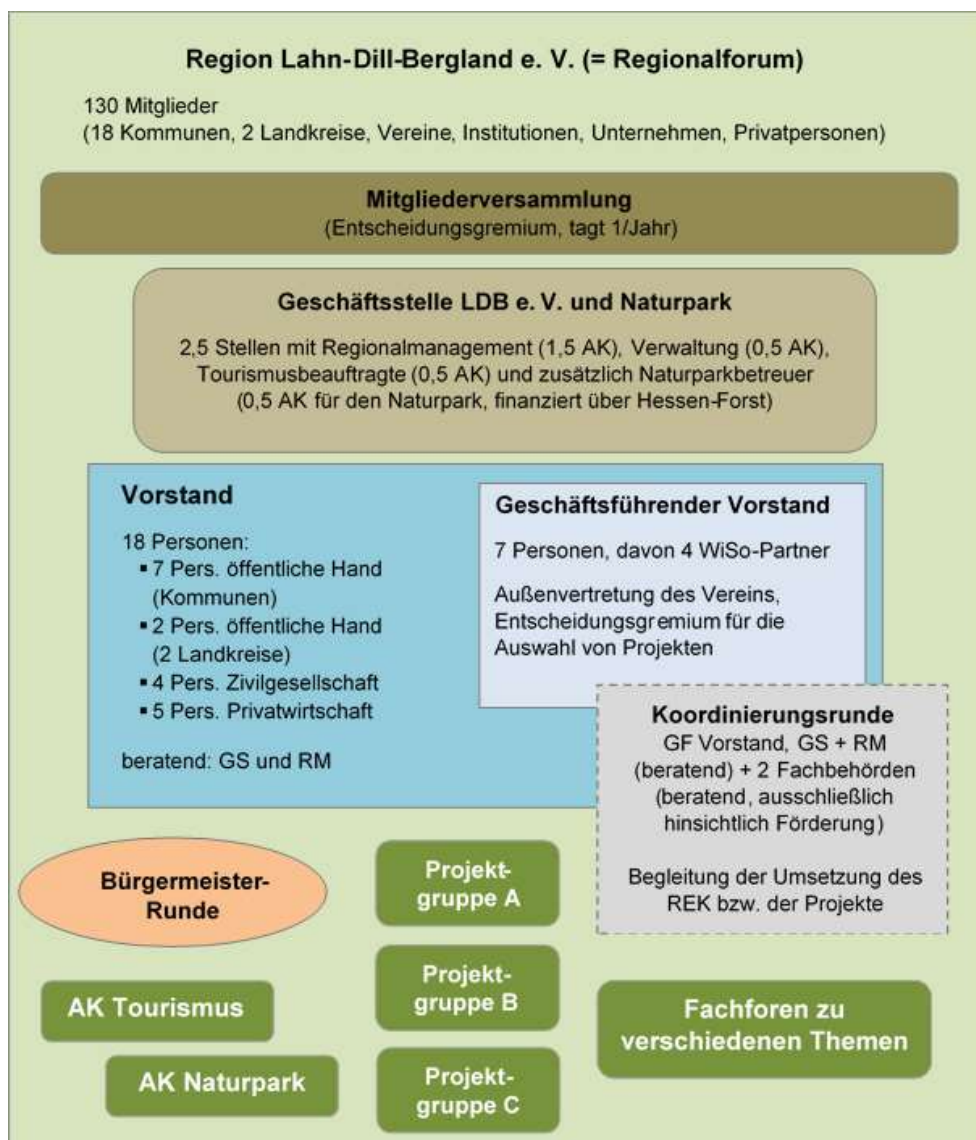 Region Lahn-Dill-Bergland e. V. (= Regionalforum)
130 Mitglieder
(18 Kommunen, 2 Landkreise, Vereine, Institutionen, Unternehmen, Privatpersonen)
Mitgliederversammlung
(Entscheidungsgremium, tagt 1/Jahr)
Geschäftsstelle LDB e. V. und Naturpark
2,5 Stellen mit Regionalmanagement (1,5 AK), Verwaltung (0,5 AK),
Tourismusbeauftragte (0,5 AK) und zusätzlich Naturparkbetreuer
(0,5 AK für den Naturpark, finanziert über Hessen-Forst)
Vorstand
18 Personen:
▪ 7 Pers. öffentliche Hand
(Kommunen)
▪ 2 Pers. öffentliche Hand
(2 Landkreise)
▪ 4 Pers. Zivilgesellschaft
▪ 5 Pers. Privatwirtschaft
beratend: GS und RM
Geschäftsführender Vorstand
7 Personen, davon 4 WiSo-Partner
Außenvertretung des Vereins,
Entscheidungsgremium für die
Auswahl von Projekten
Koordinierungsrunde
GF Vorstand, GS + RM
(beratend) + 2 Fachbehörden
(beratend, ausschließlich
hinsichtlich Förderung)
Begleitung der Umsetzung des
REK bzw. der Projekte
Bürgermeister-
Runde
Projekt-
gruppe A
Projekt-
gruppe B
Projekt-
gruppe C
AK Tourismus
AK Naturpark
Fachforen zu
verschiedenen Themen